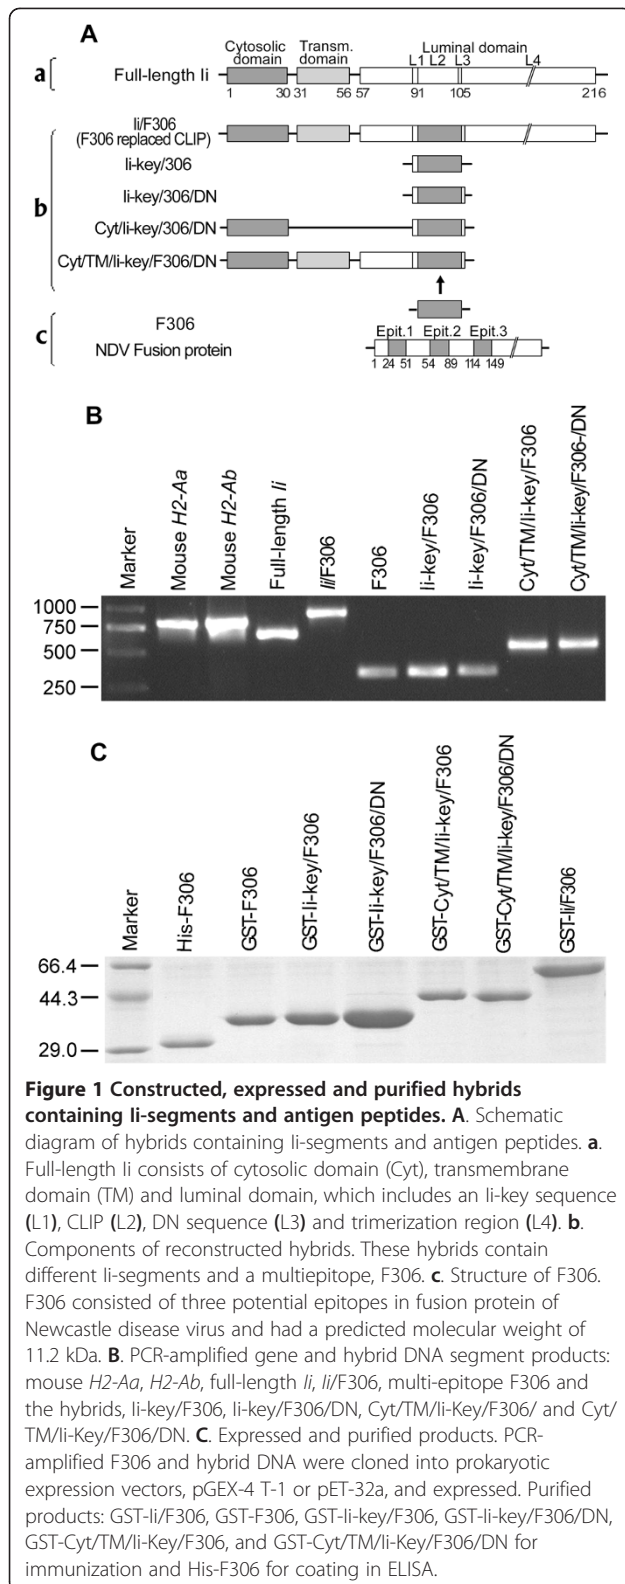 A
Cytosolic domain
Transm. domain
Luminal domain
L1 L2 L3 L4
a
Full-length Ii
1 30 31 56 57 91 105 216
b
Ii/F306
(F306 replaced CLIP)
Ii-key/306
Ii-key/306/DN
Cyt/Ii-key/306/DN
Cyt/TM/Ii-key/F306/DN
c
F306
Epit.1 Epit.2 Epit.3
NDV Fusion protein
1 24 51 54 89 114 149
B
Marker
Mouse H2-Aa
Mouse H2-Ab
Full-length Ii
Ii/F306
F306
Ii-key/F306
Ii-key/F306/DN
Cyt/TM/Ii-key/F306
Cyt/TM/Ii-key/F306-/DN
1000
750
500
250
C
Marker
His-F306
GST-F306
GST-Ii-key/F306
GST-Ii-key/F306/DN
GST-Cyt/TM/Ii-key/F306
GST-Cyt/TM/Ii-key/F306/DN
GST-Ii/F306
66.4
44.3
29.0
Figure 1 Constructed, expressed and purified hybrids
containing Ii-segments and antigen peptides. A. Schematic
diagram of hybrids containing Ii-segments and antigen peptides. a.
Full-length Ii consists of cytosolic domain (Cyt), transmembrane
domain (TM) and luminal domain, which includes an Ii-key sequence
(L1), CLIP (L2), DN sequence (L3) and trimerization region (L4). b.
Components of reconstructed hybrids. These hybrids contain
different Ii-segments and a multiepitope, F306. c. Structure of F306.
F306 consisted of three potential epitopes in fusion protein of
Newcastle disease virus and had a predicted molecular weight of
11.2 kDa. B. PCR-amplified gene and hybrid DNA segment products:
mouse H2-Aa, H2-Ab, full-length Ii, Ii/F306, multi-epitope F306 and
the hybrids, Ii-key/F306, Ii-key/F306/DN, Cyt/TM/Ii-Key/F306/ and Cyt/
TM/Ii-Key/F306/DN. C. Expressed and purified products. PCR-
amplified F306 and hybrid DNA were cloned into prokaryotic
expression vectors, pGEX-4 T-1 or pET-32a, and expressed. Purified
products: GST-Ii/F306, GST-F306, GST-Ii-key/F306, GST-Ii-key/F306/DN,
GST-Cyt/TM/Ii-Key/F306, and GST-Cyt/TM/Ii-Key/F306/DN for
immunization and His-F306 for coating in ELISA.